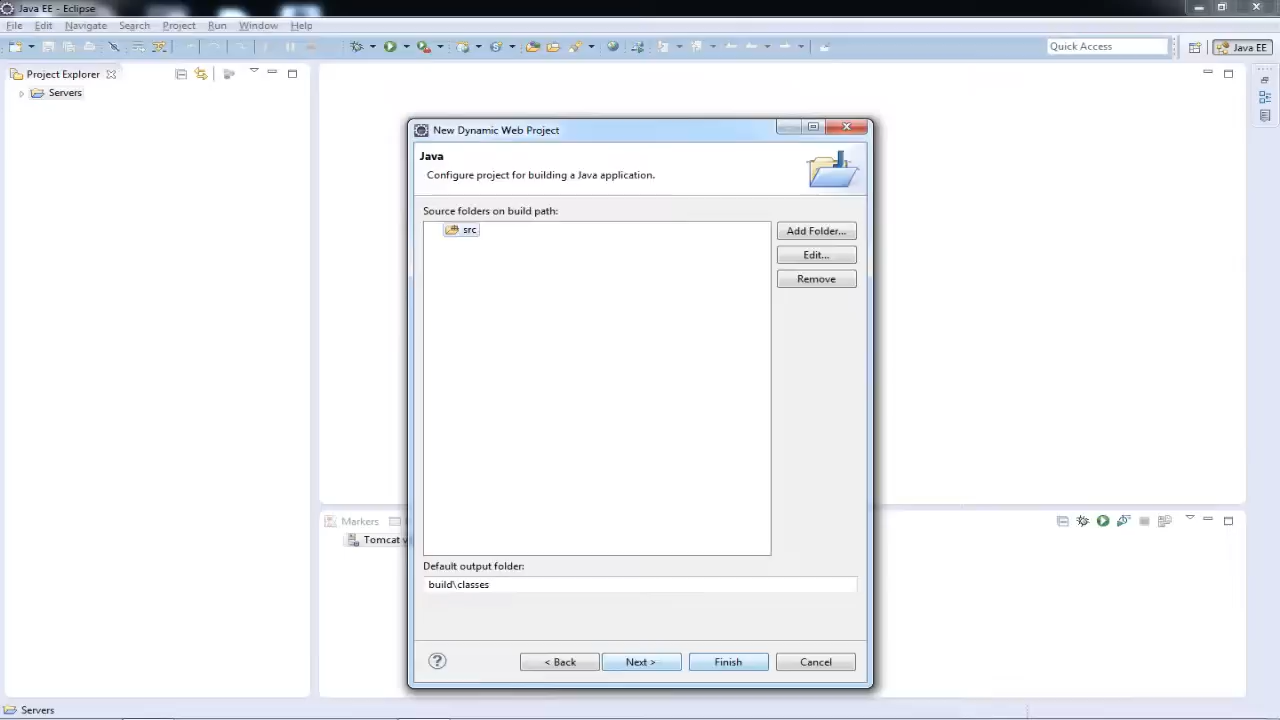 Java EE - Eclipse
File Edit Navigate Search Project Run Window Help
Quick Access
Java EE
Project Explorer
Servers
New Dynamic Web Project
Java
Configure project for building a Java application.
Source folders on build path:
src
Add Folder...
Edit...
Remove
Markers
Tomcat v
Default output folder:
build\classes
?
< Back
Next >
Finish
Cancel
Servers